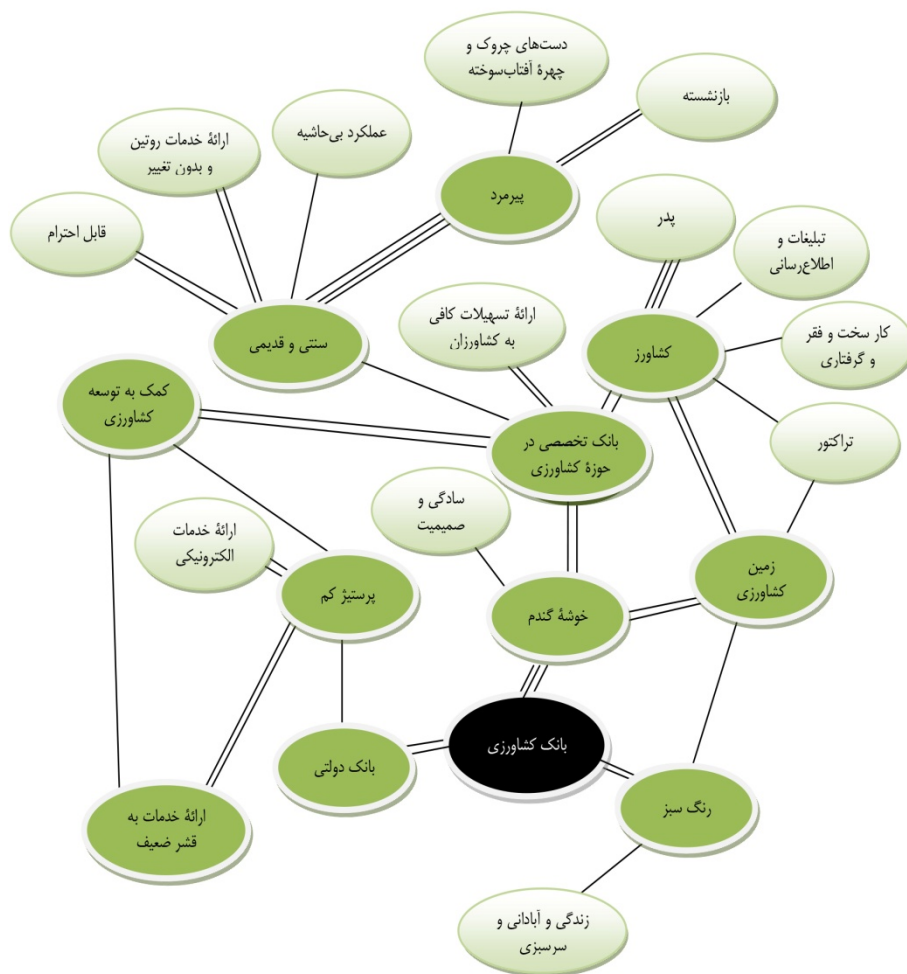 دست‌های چروک و
چهرهٔ آفتاب‌سوخته
بازنشسته
عملکرد بی‌حاشیه
ارائهٔ خدمات روتین
و بدون تغییر
پیرمرد
قابل احترام
پدر
تبلیغات و
اطلاع‌رسانی
سنتی و قدیمی
ارائهٔ تسهیلات کافی
به کشاورزان
کشاورز
کار سخت و فقر
و گرفتاری
کمک به توسعه
کشاورزی
بانک تخصصی در
حوزهٔ کشاورزی
تراکتور
سادگی و
صمیمیت
ارائهٔ خدمات
الکترونیکی
زمین
کشاورزی
پرستیژ کم
خوشهٔ گندم
بانک کشاورزی
بانک دولتی
رنگ سبز
ارائهٔ خدمات به
قشر ضعیف
زندگی و آبادانی و
سرسبزی